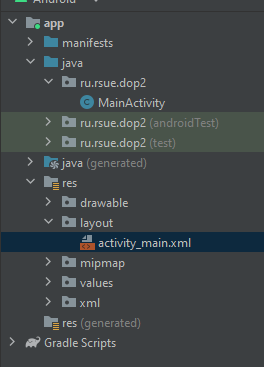 Android
app
manifests
java
ru.rsue.dop2
MainActivity
ru.rsue.dop2 (androidTest)
ru.rsue.dop2 (test)
java (generated)
res
drawable
layout
activity_main.xml
mipmap
values
xml
res (generated)
Gradle Scripts